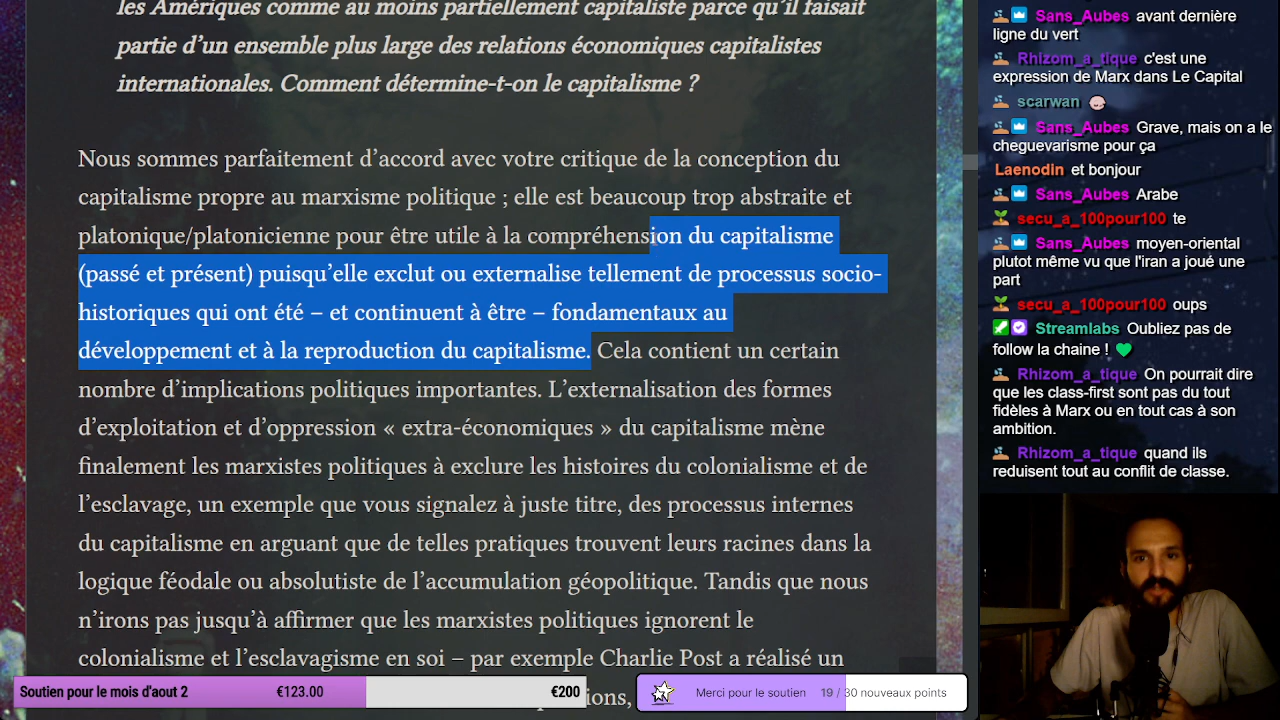 les Amériques comme au moins partiellement capitaliste parce qu'il faisait
partie d'un ensemble plus large des relations économiques capitalistes
internationales. Comment détermine-t-on le capitalisme ?
Nous sommes parfaitement d'accord avec votre critique de la conception du
capitalisme propre au marxisme politique ; elle est beaucoup trop abstraite et
platonique/platonicienne pour être utile à la compréhension du capitalisme
(passé et présent) puisqu'elle exclut ou externalise tellement de processus socio-
historiques qui ont été – et continuent à être – fondamentaux au
développement et à la reproduction du capitalisme. Cela contient un certain
nombre d'implications politiques importantes. L'externalisation des formes
d'exploitation et d'oppression « extra-économiques » du capitalisme mène
finalement les marxistes politiques à exclure les histoires du colonialisme et de
l'esclavage, un exemple que vous signalez à juste titre, des processus internes
du capitalisme en arguant que de telles pratiques trouvent leurs racines dans la
logique féodale ou absolutiste de l'accumulation géopolitique. Tandis que nous
n'irons pas jusqu'à affirmer que les marxistes politiques ignorent le
colonialisme et l'esclavagisme en soi – par exemple Charlie Post a réalisé un
ions,
Soutien pour le mois d'aout 2 €123.00 €200
Merci pour le soutien 19 / 30 nouveaux points
Sans_Aubes avant dernière
ligne du vert
Rhizom_a_tique c'est une
expression de Marx dans Le Capital
scarwan
Sans_Aubes Grave, mais on a le
cheguevarisme pour ça
Laenodin et bonjour
Sans_Aubes Arabe
secu_a_100pour100 te
Sans_Aubes moyen-oriental
plutot même vu que l'iran a joué une
part
secu_a_100pour100 oups
Streamlabs Oubliez pas de
follow la chaine !
Rhizom_a_tique On pourrait dire
que les class-first sont pas du tout
fidèles à Marx ou en tout cas à son
ambition.
Rhizom_a_tique quand ils
reduisent tout au conflit de classe.